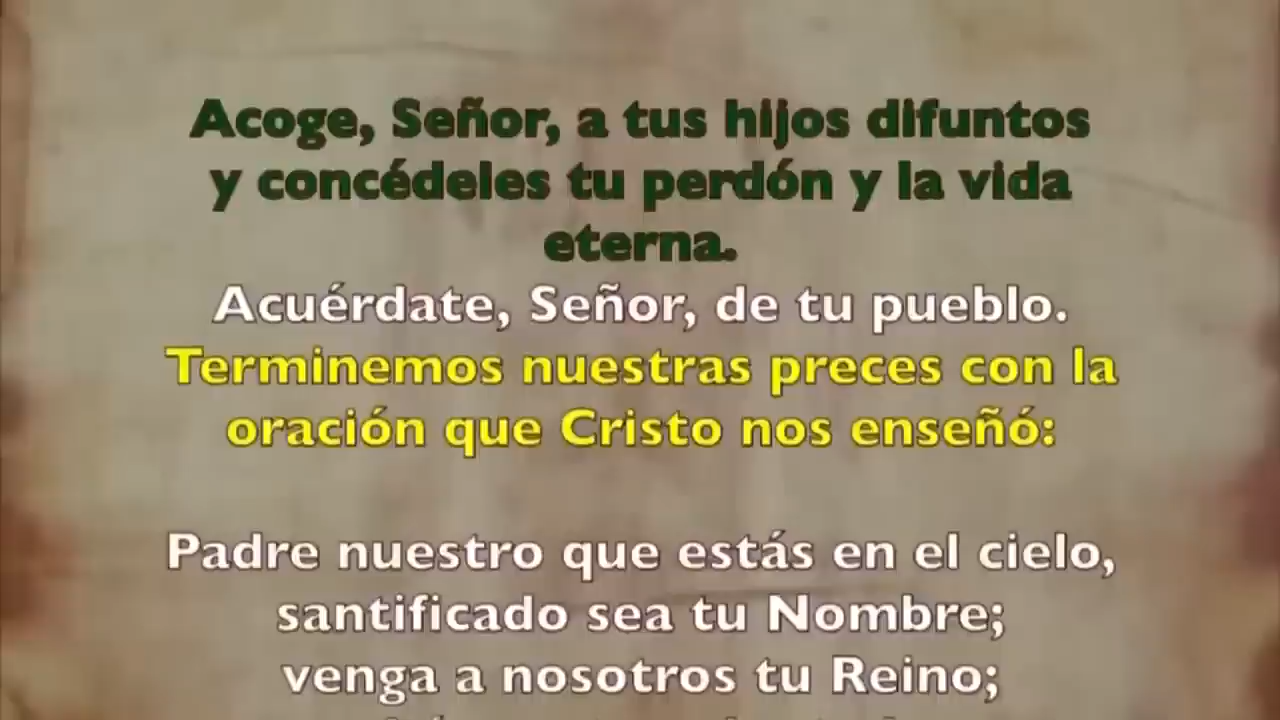 Acoge, Señor, a tus hijos difuntos
y concédeles tu perdón y la vida
eterna.
Acuérdate, Señor, de tu pueblo.
Terminemos nuestras preces con la
oración que Cristo nos enseñó:
Padre nuestro que estás en el cielo,
santificado sea tu Nombre;
venga a nosotros tu Reino;